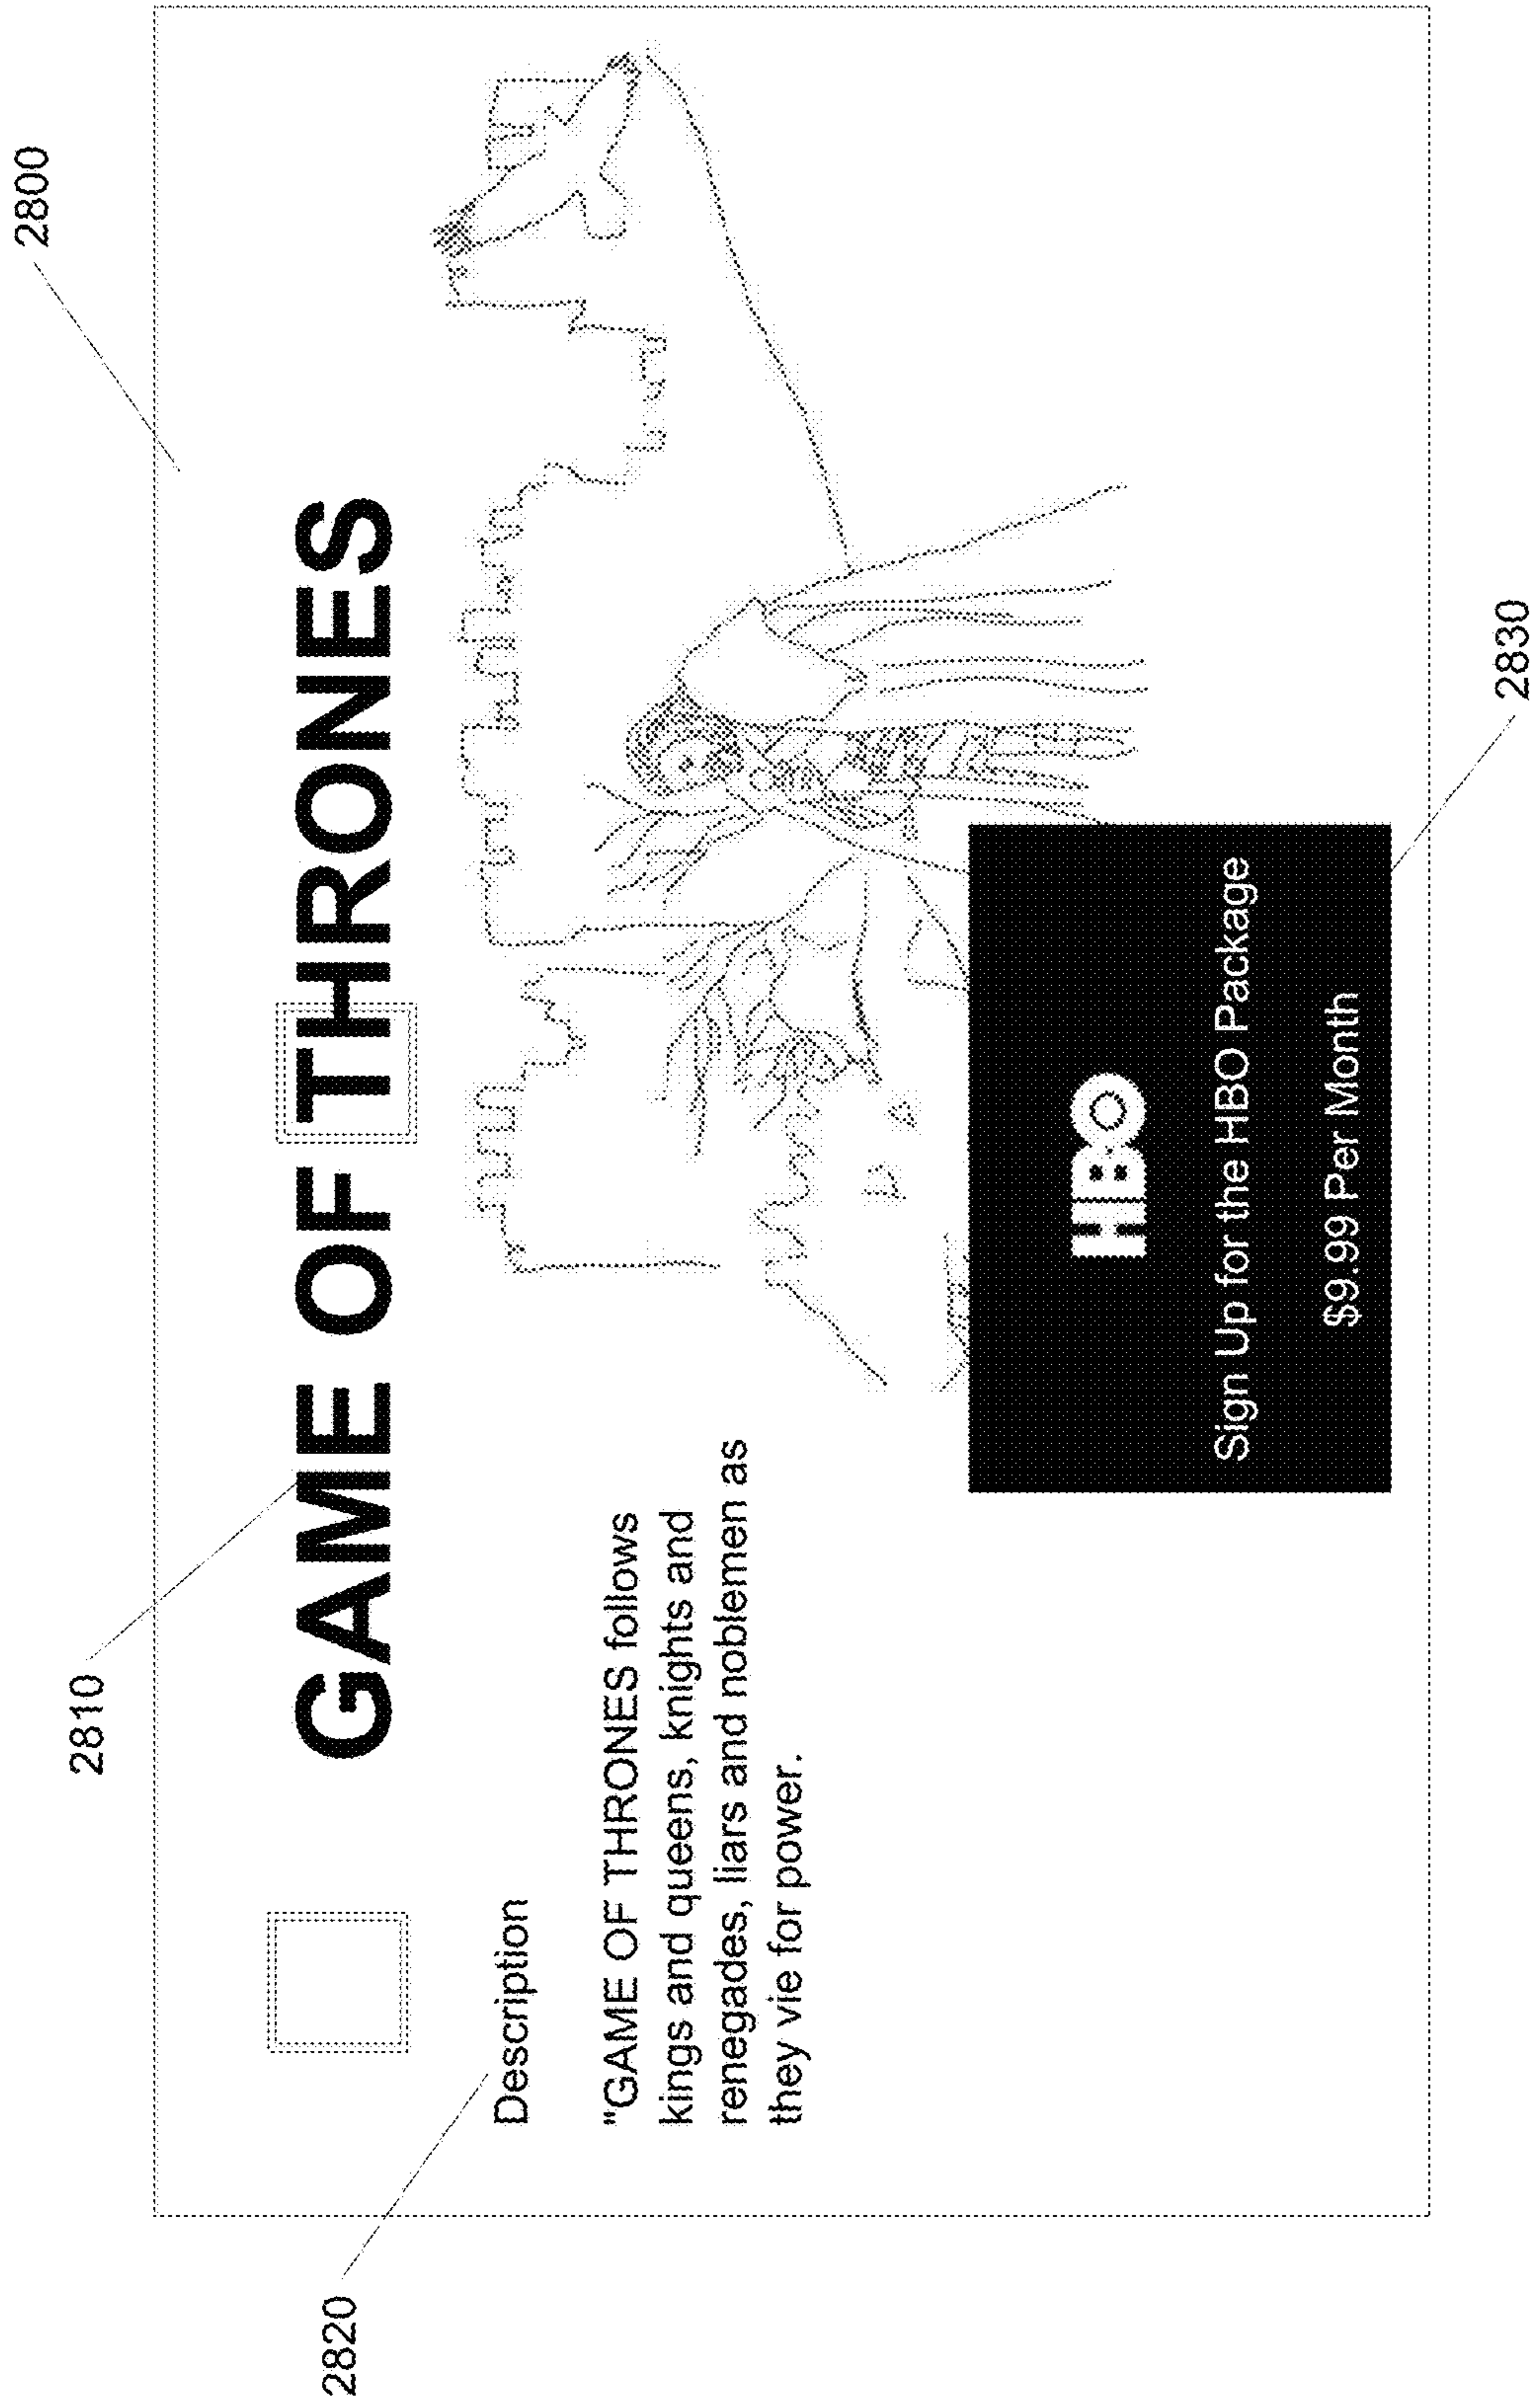 2800
2810
GAME OF THRONES
2820
Description
"GAME OF THRONES follows
kings and queens, knights and
renegades, liars and noblemen as
they vie for power.
HBO
Sign Up for the HBO Package
$9.99 Per Month
2830